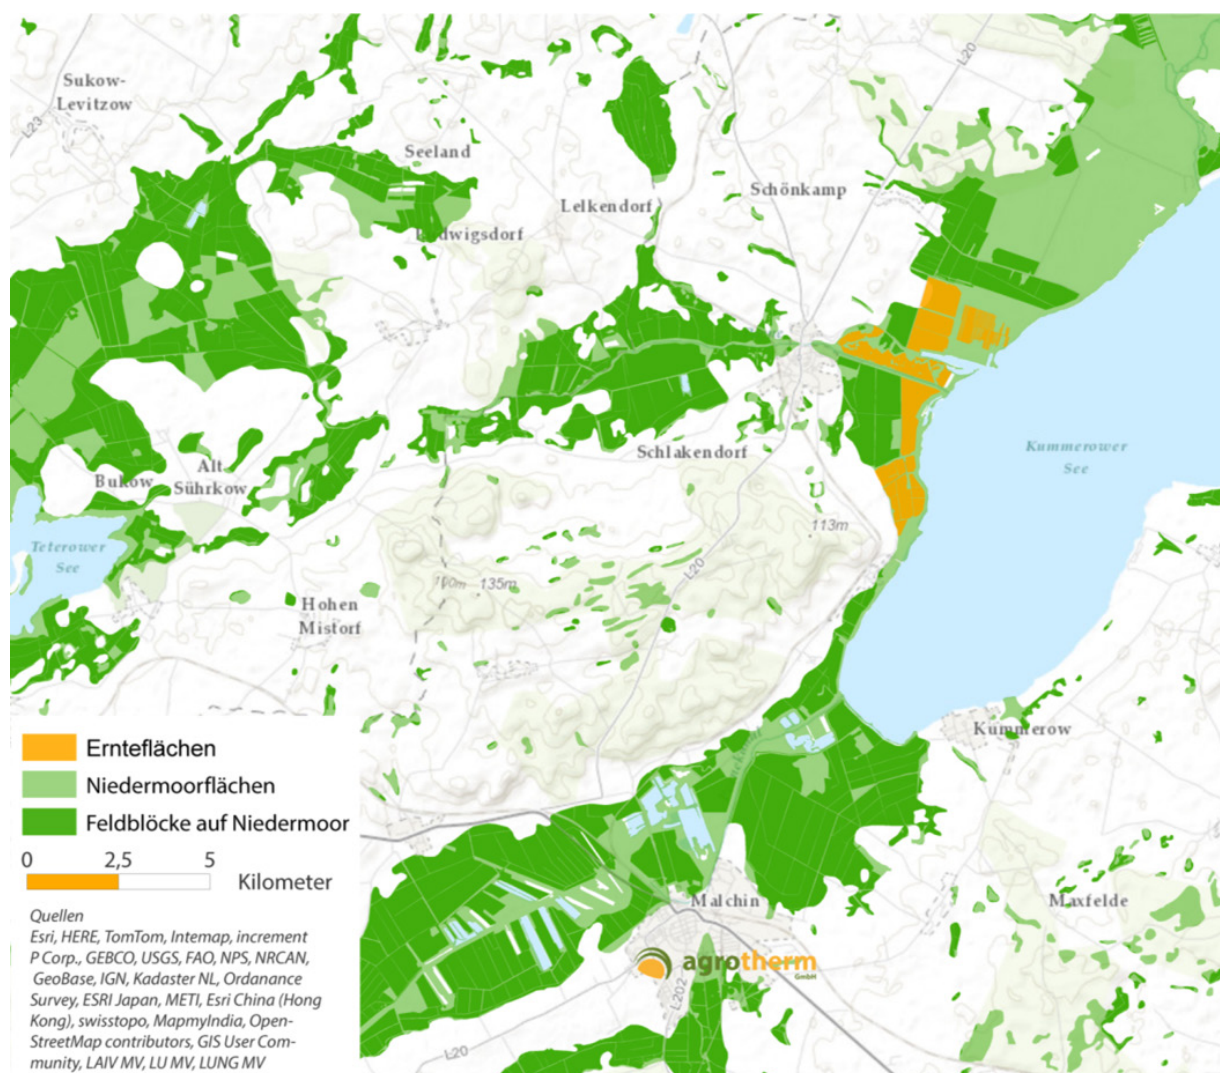 Sukow-
Levitzow
L23
Seeland
L20
Schönkamp
Lelkendorf
Ludwigsdorf
Schlakendorf
Kummerower
See
Alt
Sührkow
Bukow
Teterower
See
113m
L20
135m
Hohen
Mistorf
Kummerow
Ernteflächen
Niedermoorflächen
Feldblöcke auf Niedermoor
0 2,5 5
Kilometer
Malchin
Maxfelde
agrotherm
GmbH
L202
L20
Quellen
Esri, HERE, TomTom, Intemap, increment
P Corp., GEBCO, USGS, FAO, NPS, NRCAN,
GeoBase, IGN, Kadaster NL, Ordanance
Survey, ESRI Japan, METI, Esri China (Hong
Kong), swisstopo, MapmyIndia, Open-
StreetMap contributors, GIS User Com-
munity, LAIV MV, LU MV, LUNG MV